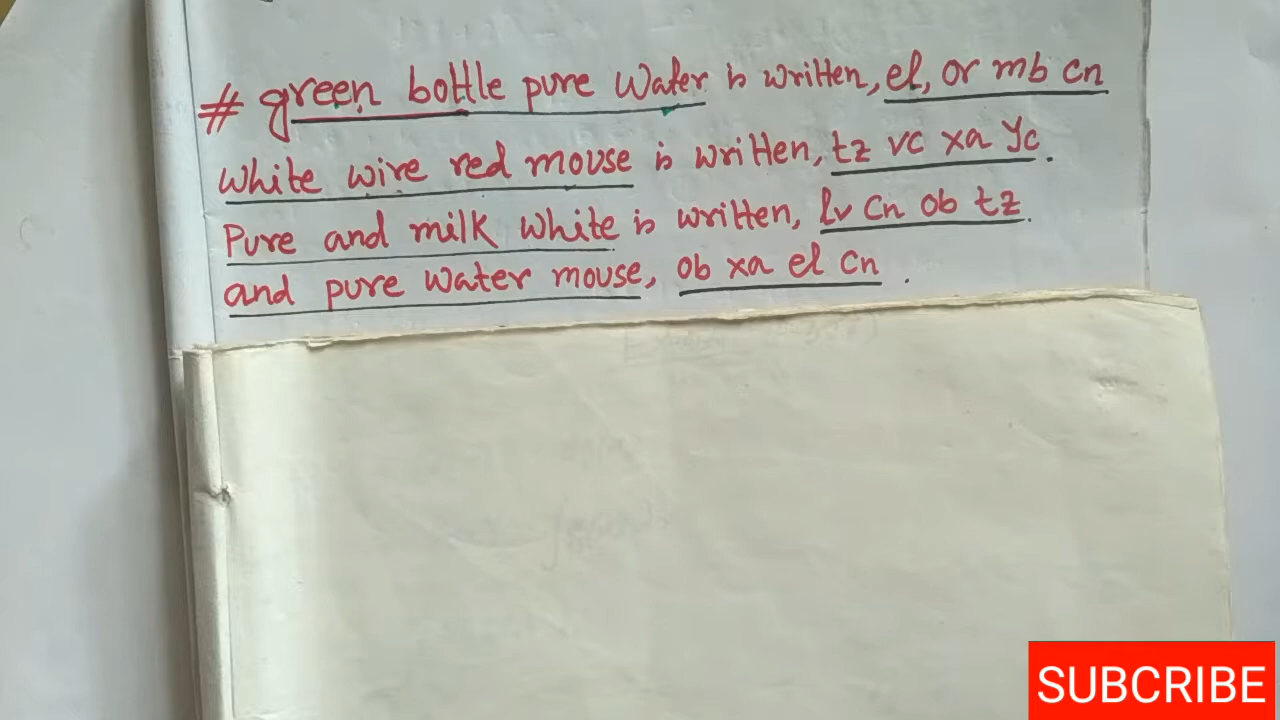 # green bottle pure water is written, el, or mb cn
white wire red mouse is written, tz vc xa yc.
Pure and milk white is written, lv cn ob tz.
and pure water mouse, ob xa el cn.
SUBCRIBE